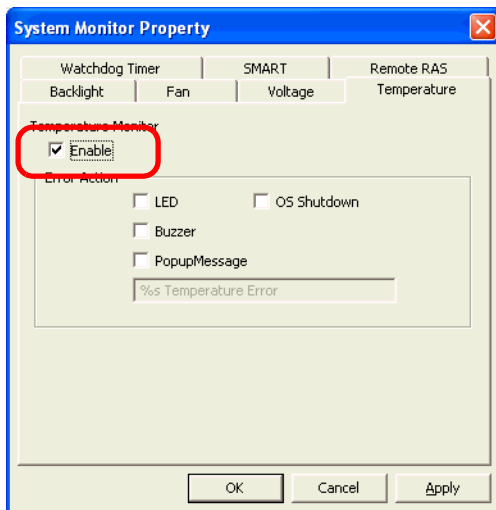 System Monitor Property
Watchdog Timer SMART Remote RAS
Backlight Fan Voltage Temperature
Temperature Monitor
Enable
Error Action
LED OS Shutdown
Buzzer
PopupMessage
%s Temperature Error
OK Cancel Apply